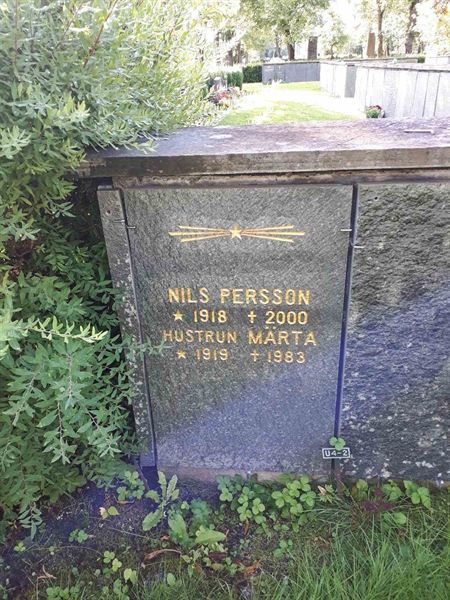 NILS PERSSON
★ 1918 ✝ 2000
HUSTRUN MÄRTA
★ 1919 ✝ 1983
U4-2